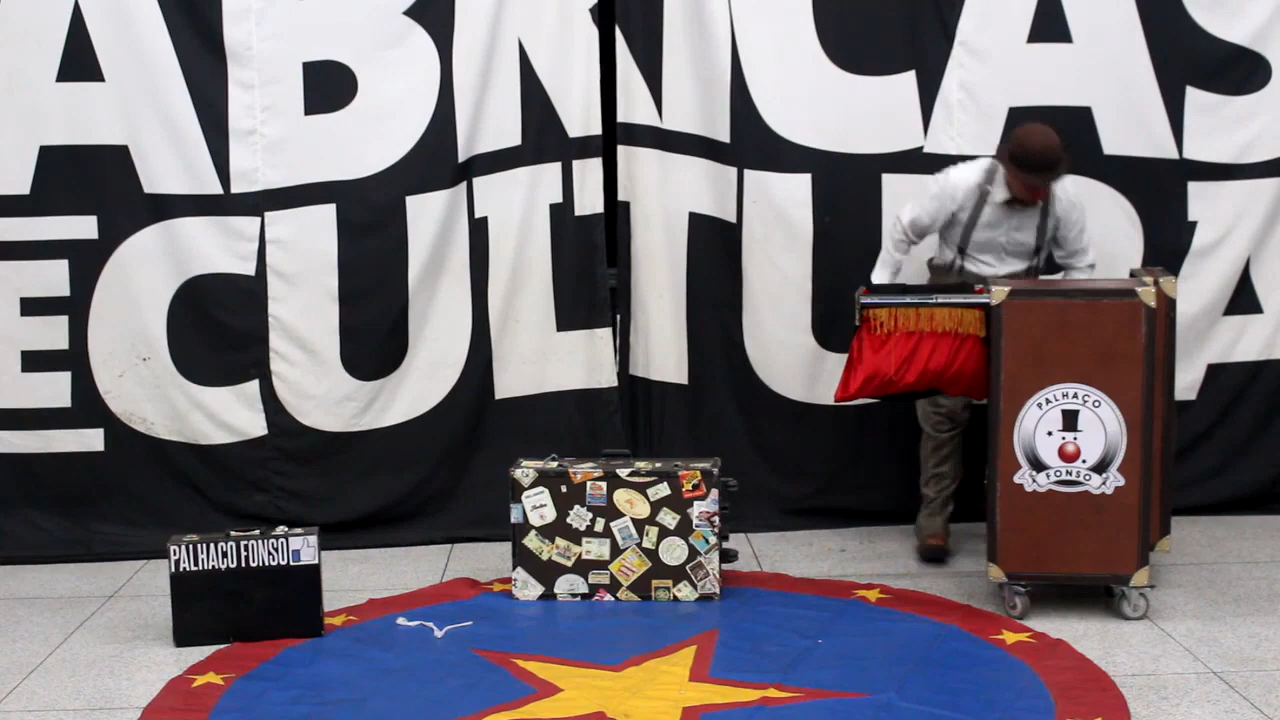 ABRICAS
E CULTURA
PALHAÇO FONSO
PALHAÇO
FONSO